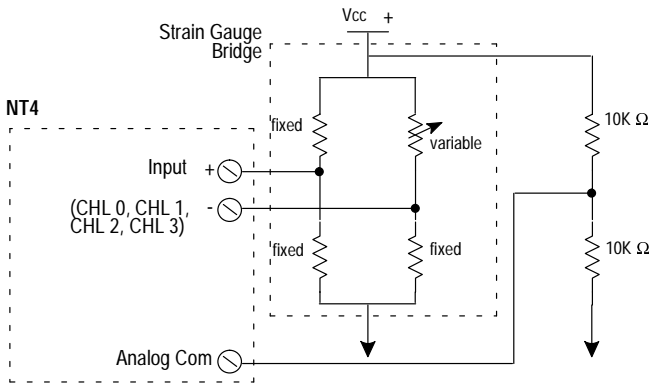 Vcc +
Strain Gauge
Bridge
NT4
fixed
variable
10K Ω
Input +
(CHL 0, CHL 1, -
CHL 2, CHL 3)
fixed
fixed
10K Ω
Analog Com